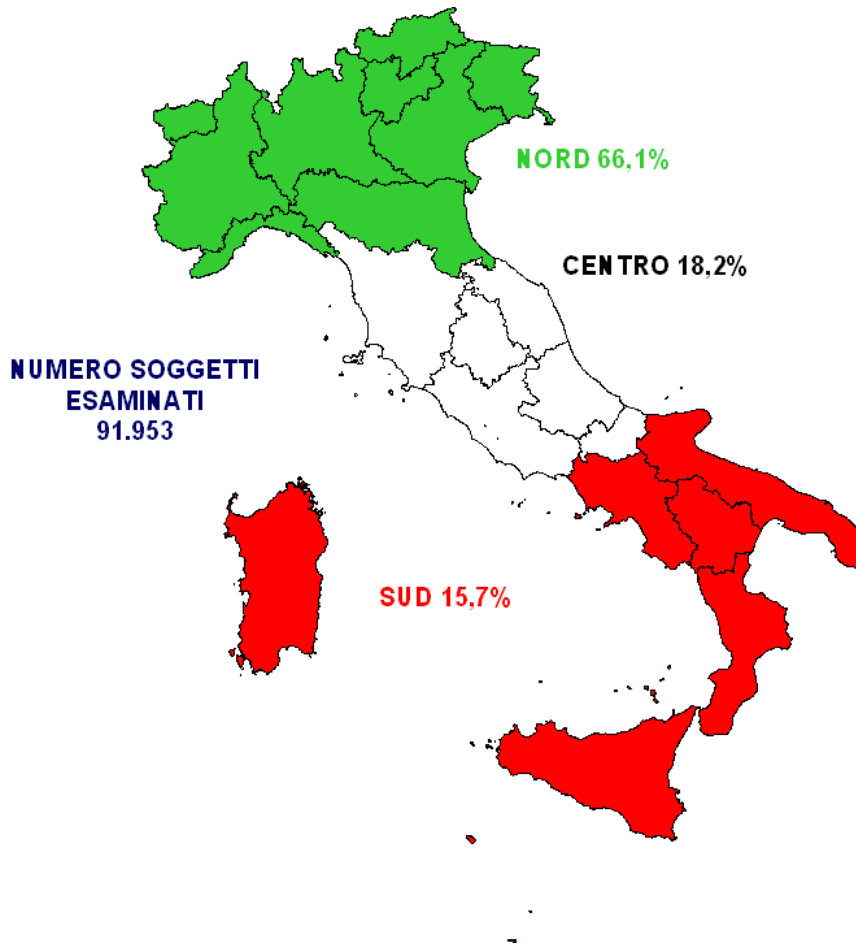 NORD 66,1%
CENTRO 18,2%
NUMERO SOGGETTI
ESAMINATI
91.953
SUD 15,7%